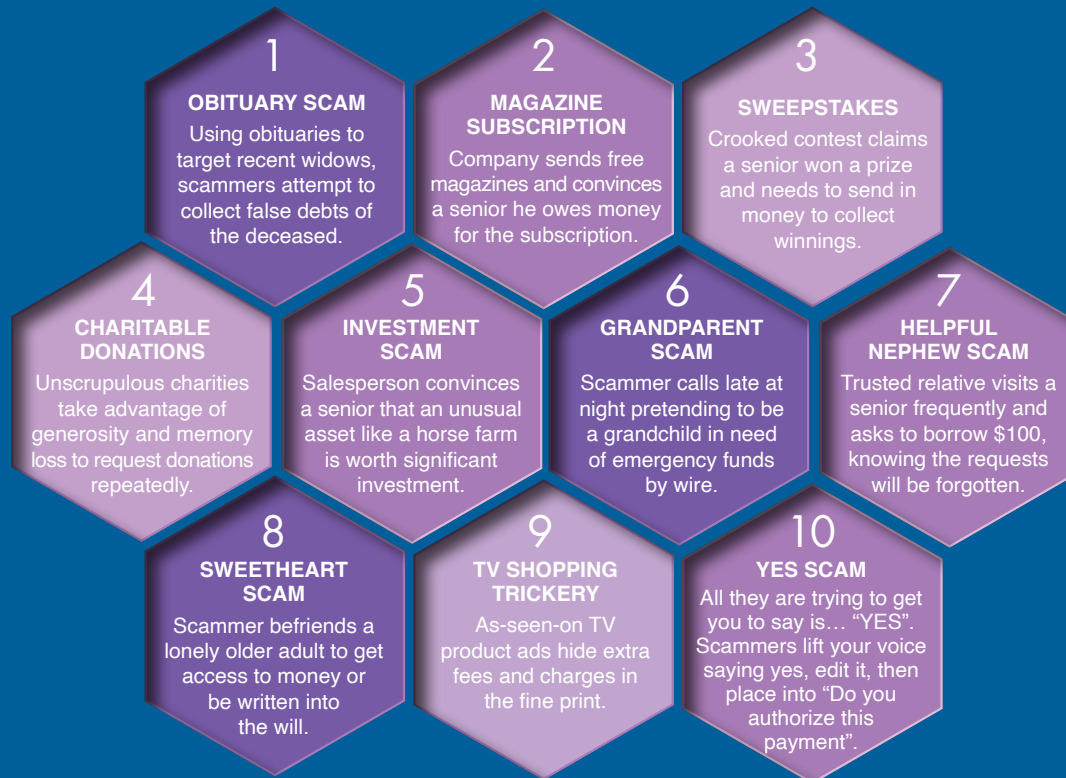 1
OBITUARY SCAM
Using obituaries to
target recent widows,
scammers attempt to
collect false debts of
the deceased.
2
MAGAZINE
SUBSCRIPTION
Company sends free
magazines and convinces
a senior he owes money
for the subscription.
3
SWEEPSTAKES
Crooked contest claims
a senior won a prize
and needs to send in
money to collect
winnings.
4
CHARITABLE
DONATIONS
Unscrupulous charities
take advantage of
generosity and memory
loss to request donations
repeatedly.
5
INVESTMENT
SCAM
Salesperson convinces
a senior that an unusual
asset like a horse farm
is worth significant
investment.
6
GRANDPARENT
SCAM
Scammer calls late at
night pretending to be
a grandchild in need
of emergency funds
by wire.
7
HELPFUL
NEPHEW SCAM
Trusted relative visits a
senior frequently and
asks to borrow $100,
knowing the requests
will be forgotten.
8
SWEETHEART
SCAM
Scammer befriends a
lonely older adult to get
access to money or
be written into
the will.
9
TV SHOPPING
TRICKERY
As-seen-on TV
product ads hide extra
fees and charges in
the fine print.
10
YES SCAM
All they are trying to get
you to say is… “YES”.
Scammers lift your voice
saying yes, edit it, then
place into “Do you
authorize this
payment”.